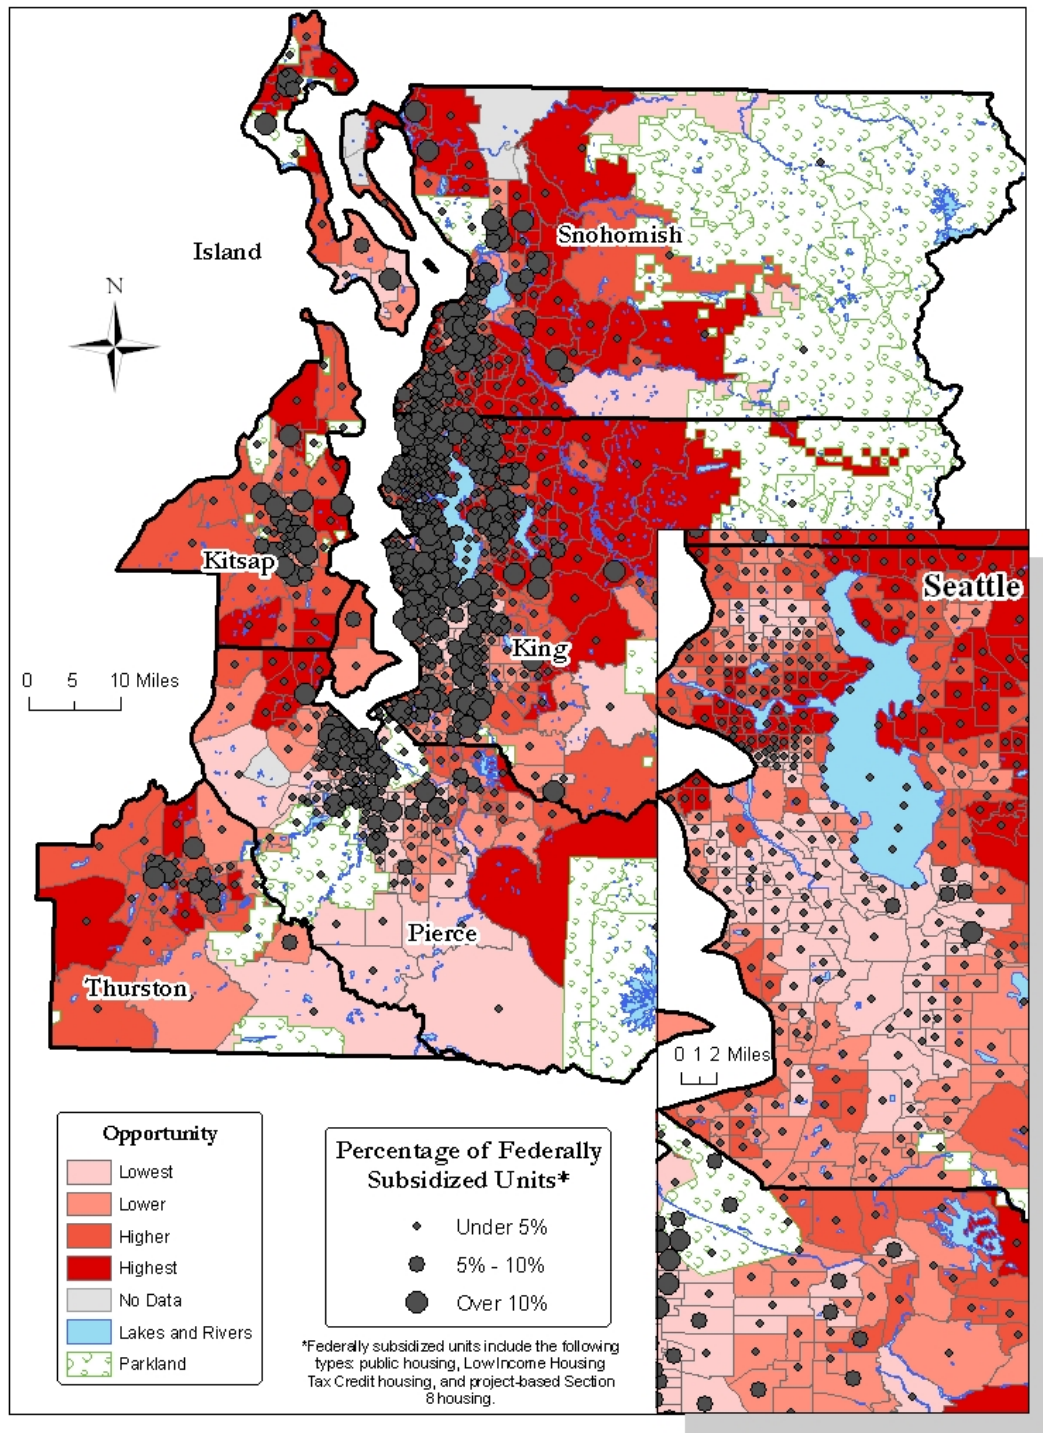 Island
Snohomish
N
Kitsap
Seattle
King
0 5 10 Miles
Pierce
Thurston
0 1 2 Miles
Opportunity
Lowest
Lower
Higher
Highest
No Data
Lakes and Rivers
Parkland
Percentage of Federally
Subsidized Units*
Under 5%
5% - 10%
Over 10%
*Federally subsidized units include the following
types: public housing, Low Income Housing
Tax Credit housing, and project-based Section
8 housing.